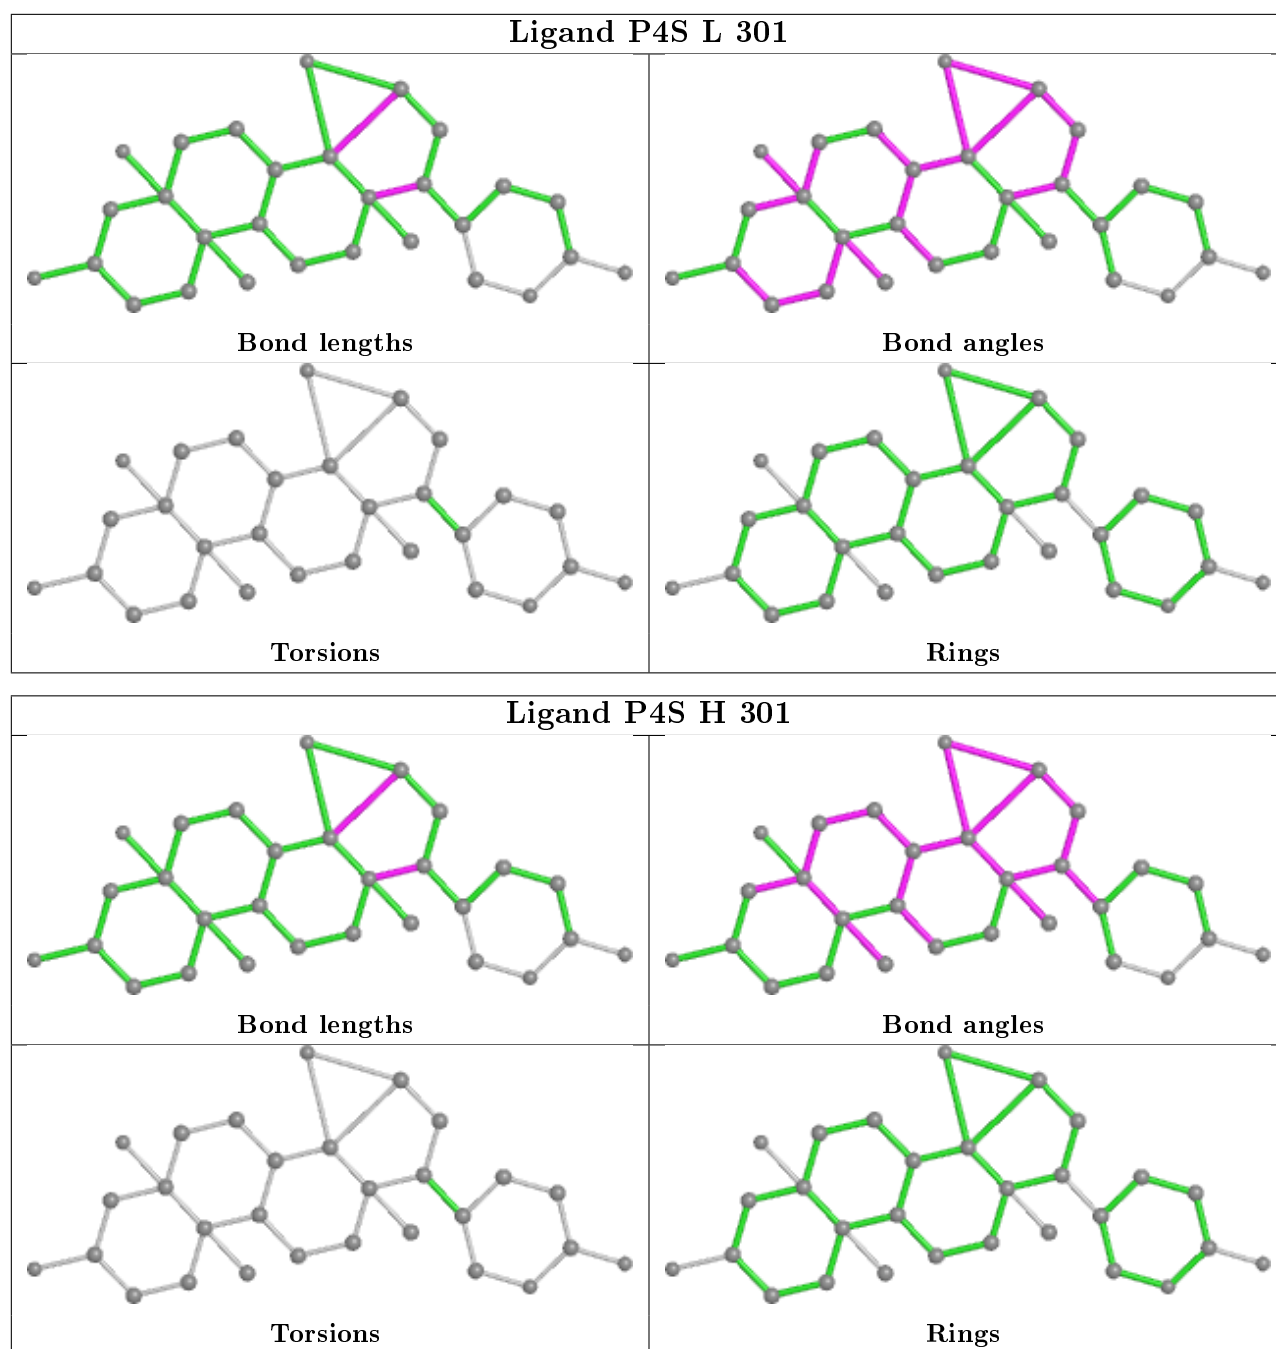 Ligand P4S L 301
Bond lengths
Bond angles
Torsions
Rings
Ligand P4S H 301
Bond lengths
Bond angles
Torsions
Rings